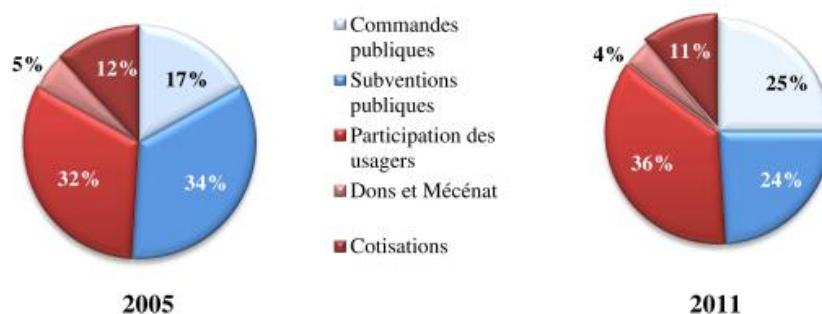 5%
12%
17%
32%
34%
2005
Commandes
publiques
Subventions
publiques
Participation des
usagers
Dons et Mécénat
Cotisations
4%
11%
25%
36%
24%
2011